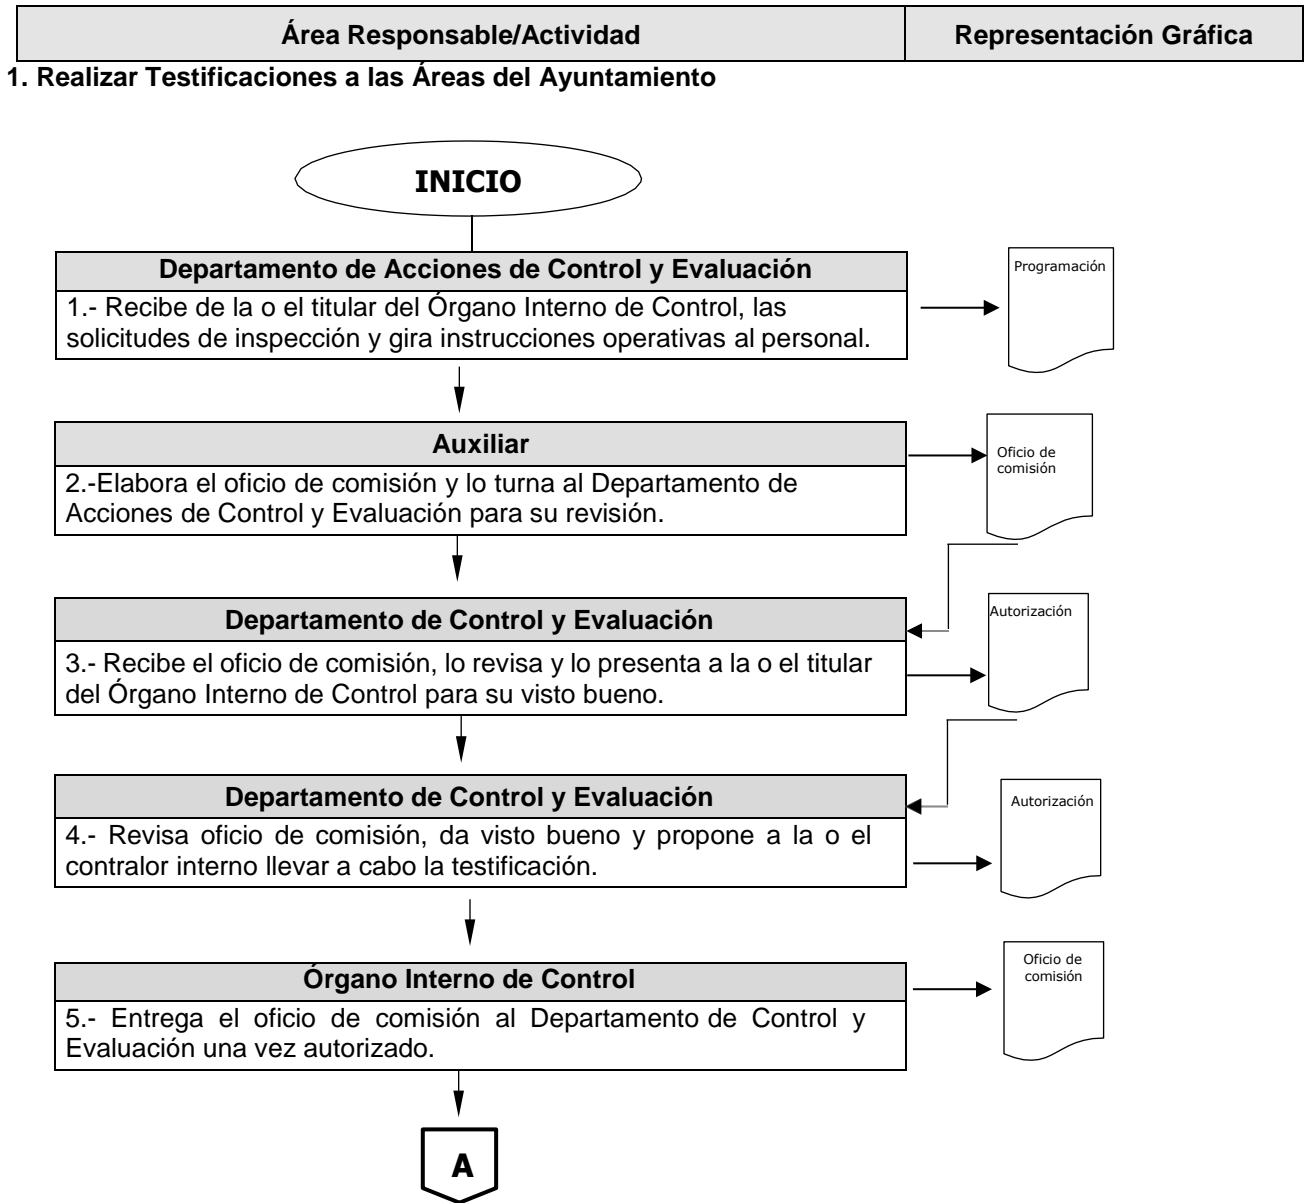 Área Responsable/Actividad
Representación Gráfica
1. Realizar Testificaciones a las Áreas del Ayuntamiento
INICIO
Departamento de Acciones de Control y Evaluación
1.- Recibe de la o el titular del Órgano Interno de Control, las
solicitudes de inspección y gira instrucciones operativas al personal.
Programación
Auxiliar
2.-Elabora el oficio de comisión y lo turna al Departamento de
Acciones de Control y Evaluación para su revisión.
Oficio de
comisión
Departamento de Control y Evaluación
3.- Recibe el oficio de comisión, lo revisa y lo presenta a la o el titular
del Órgano Interno de Control para su visto bueno.
Autorización
Departamento de Control y Evaluación
4.- Revisa oficio de comisión, da visto bueno y propone a la o el
contralor interno llevar a cabo la testificación.
Autorización
Órgano Interno de Control
5.- Entrega el oficio de comisión al Departamento de Control y
Evaluación una vez autorizado.
Oficio de
comisión
A